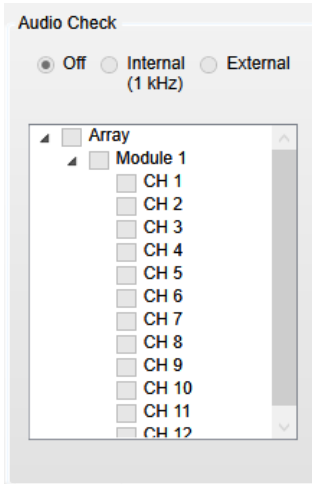 Audio Check
Off Internal External
(1 kHz)
Array
Module 1
CH 1
CH 2
CH 3
CH 4
CH 5
CH 6
CH 7
CH 8
CH 9
CH 10
CH 11
CH 12